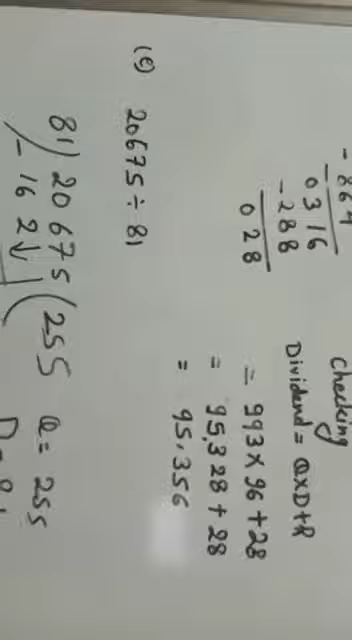 - 864
0316
- 288
028
Checking
Dividend = Q×D+R
= 993×96+28
= 95,328+28
= 95,356
(e) 20675÷81
81) 20675 (255
- 162↓
Q = 255